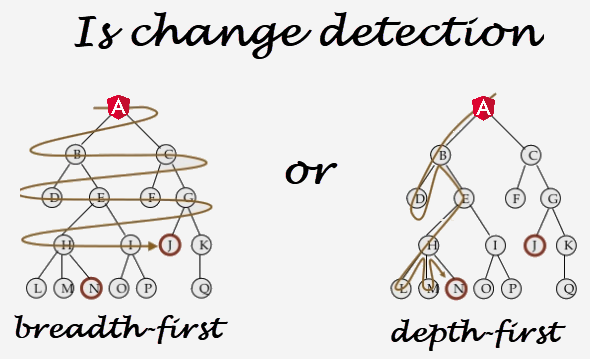 Is change detection
A
B C
D E F G
H I J K
L M N O P Q
breadth-first
or
A
B C
D E F G
H I J K
L M N O P Q
depth-first